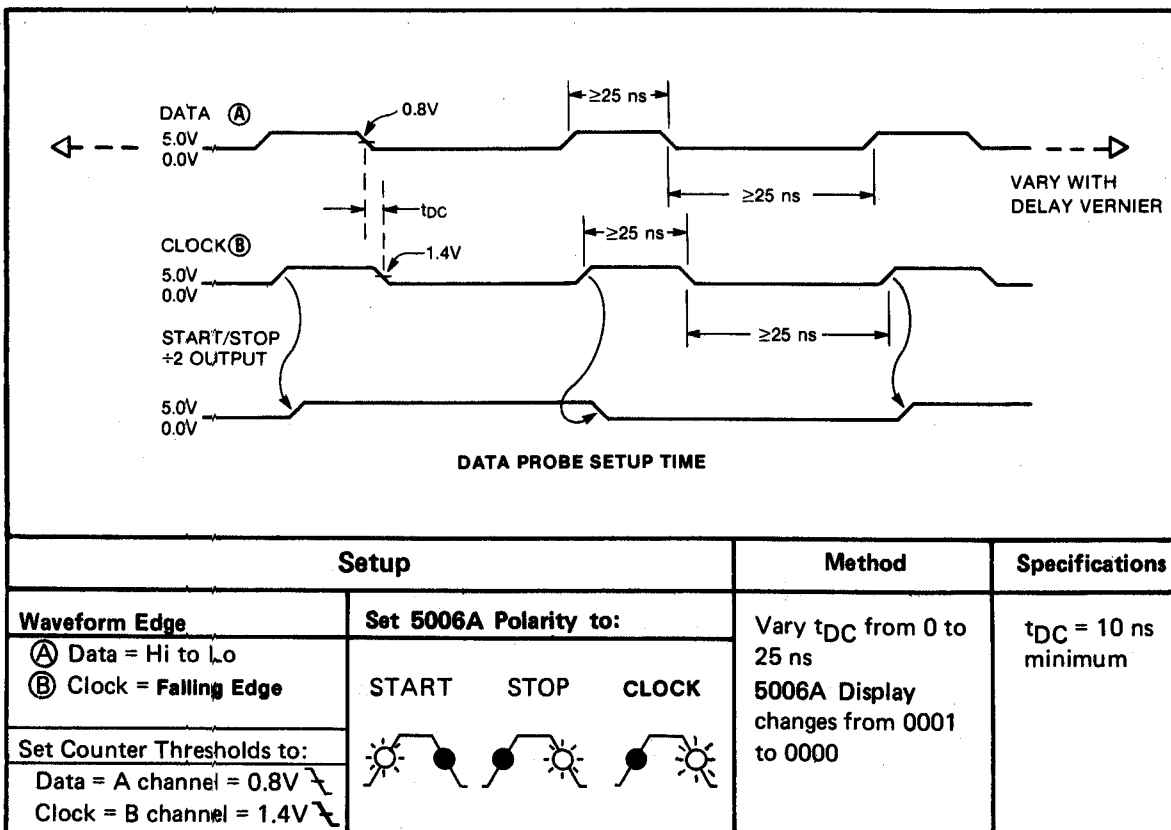 ≥25 ns
DATA Ⓐ
0.8V
5.0V
0.0V
VARY WITH
DELAY VERNIER
≥25 ns
tDC
≥25 ns
CLOCK Ⓑ
1.4V
5.0V
0.0V
START/STOP
÷2 OUTPUT
≥25 ns
5.0V
0.0V
DATA PROBE SETUP TIME
Setup
Method
Specifications
Waveform Edge
Ⓐ Data = Hi to Lo
Ⓑ Clock = Falling Edge
Set Counter Thresholds to:
Data = A channel = 0.8V
Clock = B channel = 1.4V
Set 5006A Polarity to:
START STOP CLOCK
Vary tDC from 0 to
25 ns
5006A Display
changes from 0001
to 0000
tDC = 10 ns
minimum